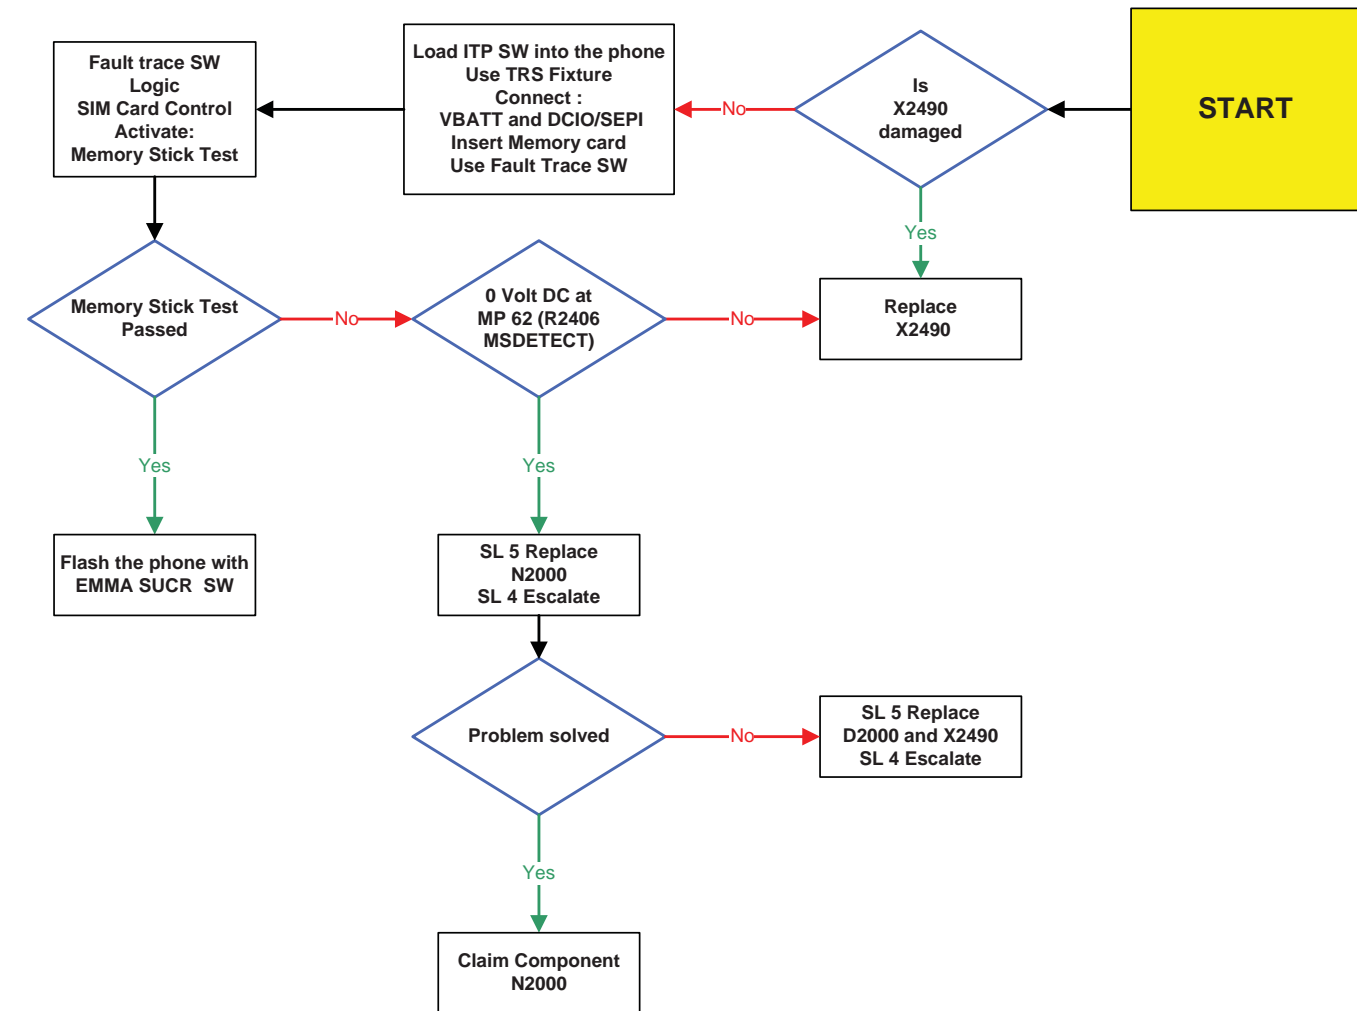 START
Is
X2490
damaged
No
Yes
Load ITP SW into the phone
Use TRS Fixture
Connect :
VBATT and DCIO/SEPI
Insert Memory card
Use Fault Trace SW
Fault trace SW
Logic
SIM Card Control
Activate:
Memory Stick Test
Memory Stick Test
Passed
No
Yes
0 Volt DC at
MP 62 (R2406
MSDETECT)
No
Yes
Replace
X2490
Flash the phone with
EMMA SUCR  SW
SL 5 Replace
N2000
SL 4 Escalate
Problem solved
No
Yes
SL 5 Replace
D2000 and X2490
SL 4 Escalate
Claim Component
N2000